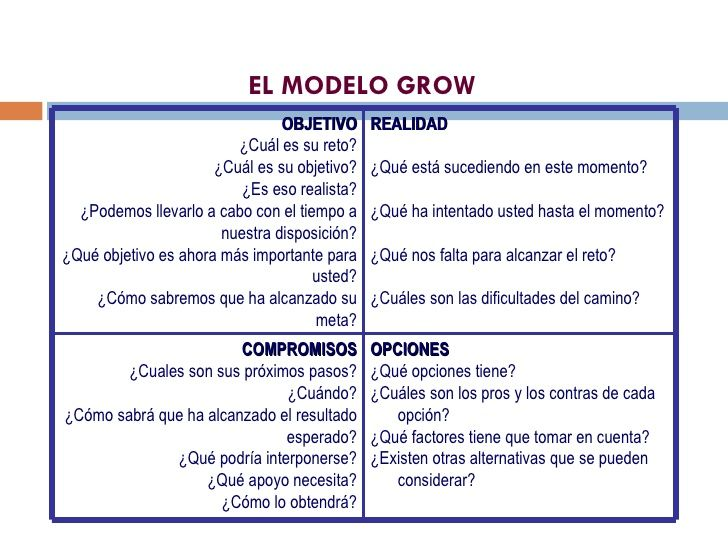 EL MODELO GROW
OBJETIVO
¿Cuál es su reto?
¿Cuál es su objetivo?
¿Es eso realista?
¿Podemos llevarlo a cabo con el tiempo a
nuestra disposición?
¿Qué objetivo es ahora más importante para
usted?
¿Cómo sabremos que ha alcanzado su
meta?
REALIDAD
¿Qué está sucediendo en este momento?
¿Qué ha intentado usted hasta el momento?
¿Qué nos falta para alcanzar el reto?
¿Cuáles son las dificultades del camino?
COMPROMISOS
¿Cuales son sus próximos pasos?
¿Cuándo?
¿Cómo sabrá que ha alcanzado el resultado
esperado?
¿Qué podría interponerse?
¿Qué apoyo necesita?
¿Cómo lo obtendrá?
OPCIONES
¿Qué opciones tiene?
¿Cuáles son los pros y los contras de cada
opción?
¿Qué factores tiene que tomar en cuenta?
¿Existen otras alternativas que se pueden
considerar?